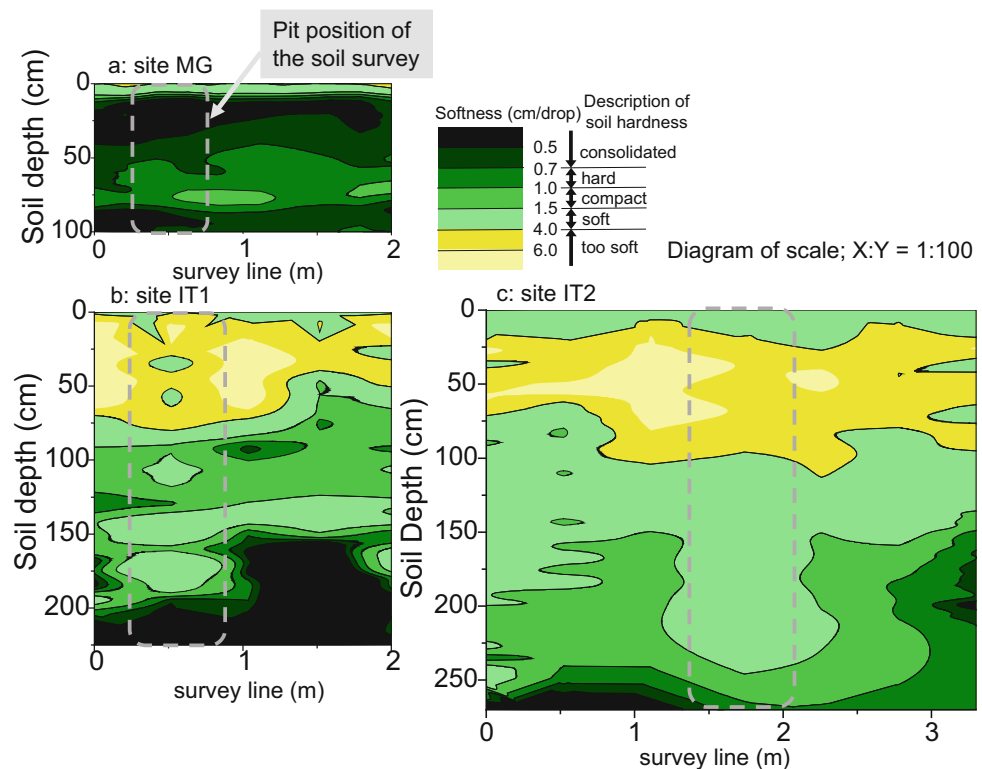 Pit position of
the soil survey
a: site MG
Soil depth (cm)
0
50
100
0
1
2
survey line (m)
Softness (cm/drop)
Description of
soil hardness
0.5
consolidated
0.7
hard
1.0
compact
1.5
soft
4.0
too soft
6.0
Diagram of scale; X:Y = 1:100
b: site IT1
Soil depth (cm)
0
50
100
150
200
0
1
2
survey line (m)
c: site IT2
Soil Depth (cm)
0
50
100
150
200
250
0
1
2
3
survey line (m)